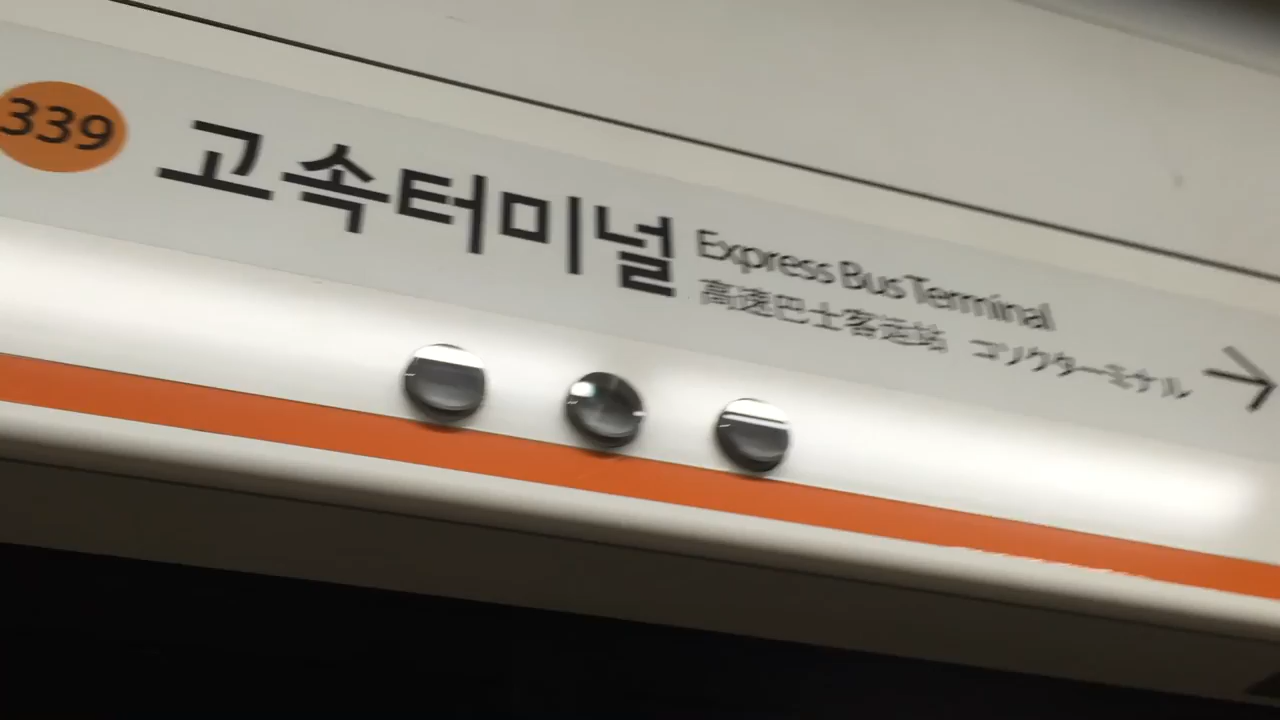 339
고속터미널
Express Bus Terminal
高速巴士客运站 コソクターミナル
→